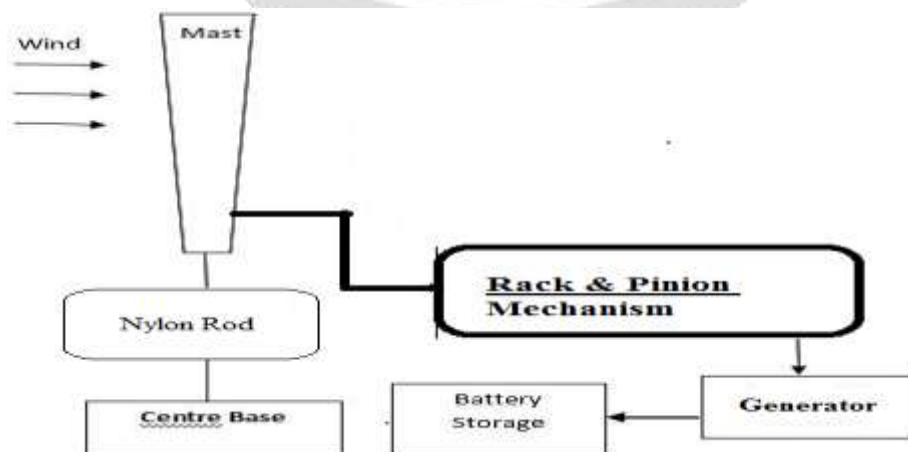 Mast
Wind
Rack & Pinion
Mechanism
Nylon Rod
Centre Base
Battery
Storage
Generator